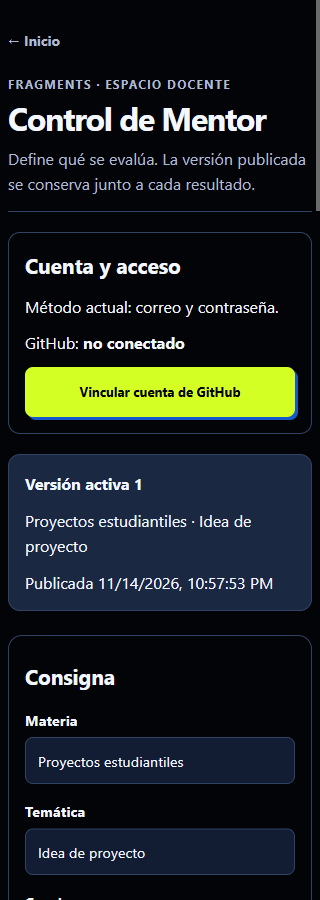 ← Inicio
FRAGMENTS · ESPACIO DOCENTE
Control de Mentor
Define qué se evalúa. La versión publicada
se conserva junto a cada resultado.
Cuenta y acceso
Método actual: correo y contraseña.
GitHub: no conectado
Vincular cuenta de GitHub
Versión activa 1
Proyectos estudiantiles · Idea de
proyecto
Publicada 11/14/2026, 10:57:53 PM
Consigna
Materia
Proyectos estudiantiles
Temática
Idea de proyecto